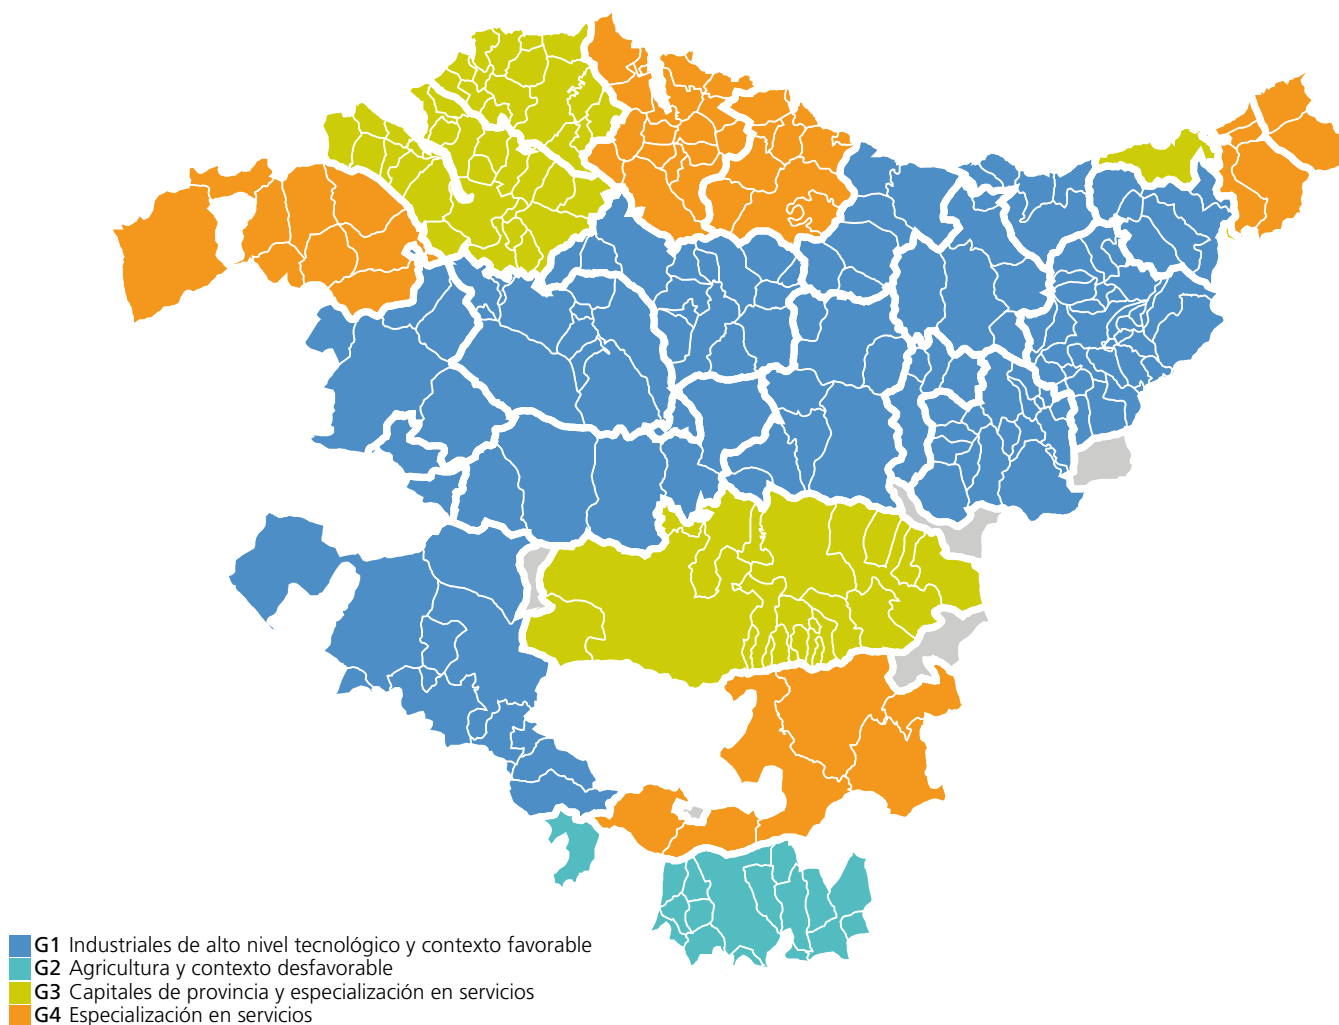 G1 Industriales de alto nivel tecnológico y contexto favorable
G2 Agricultura y contexto desfavorable
G3 Capitales de provincia y especialización en servicios
G4 Especialización en servicios